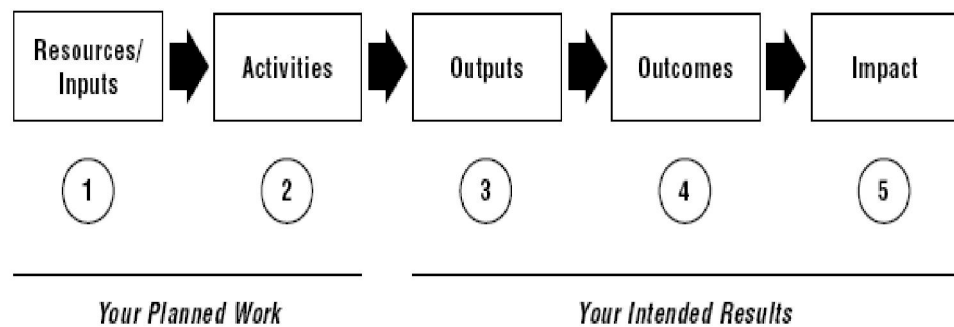 Resources/
Inputs
Activities
Outputs
Outcomes
Impact
1
2
3
4
5
Your Planned Work
Your Intended Results